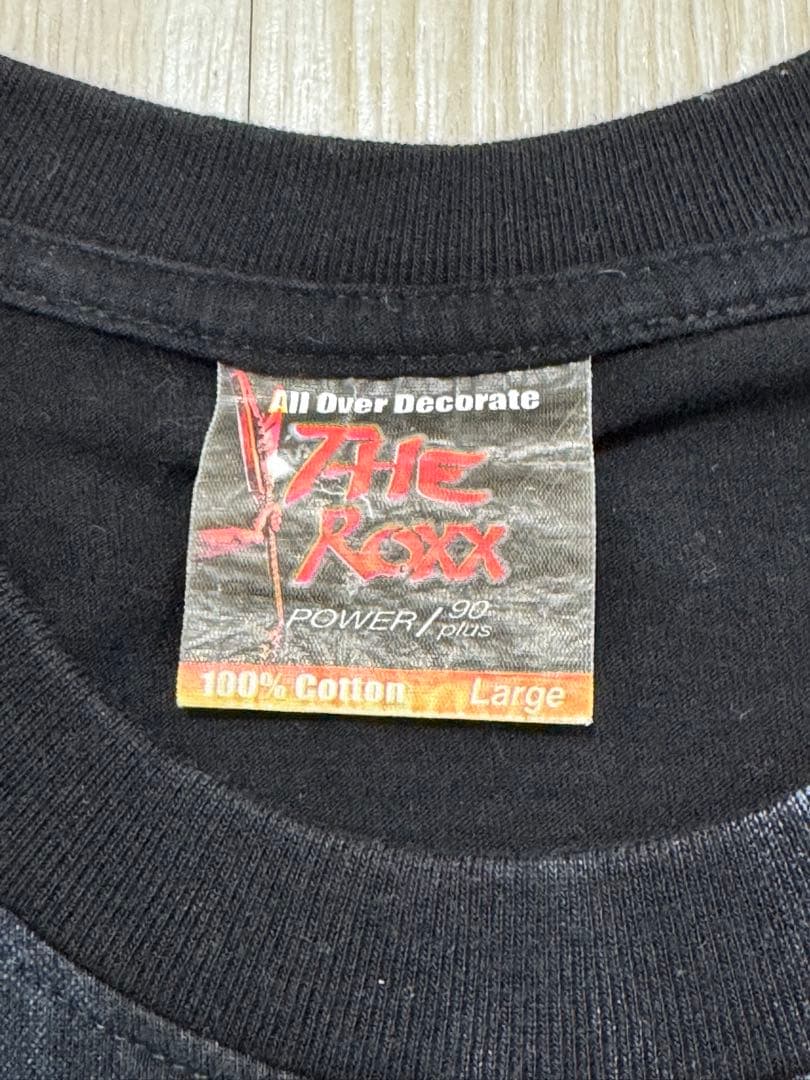 All Over Decorate
THE
ROXX
POWER/90 plus
100% Cotton Large